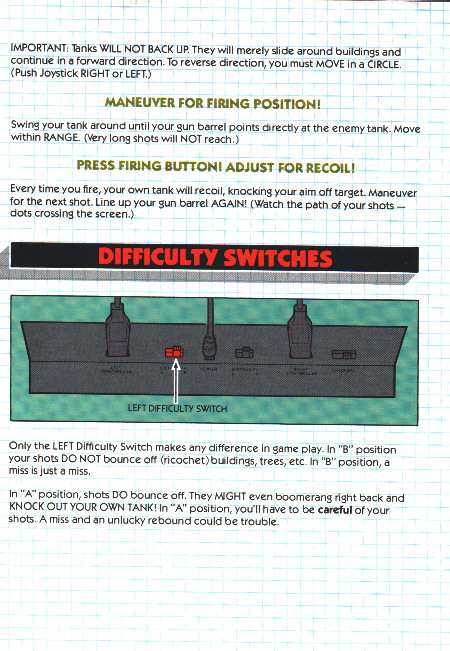 IMPORTANT: Tanks WILL NOT BACK UP. They will merely slide around buildings and
continue in a forward direction. To reverse direction, you must MOVE in a CIRCLE.
(Push Joystick RIGHT or LEFT.)
MANEUVER FOR FIRING POSITION!
Swing your tank around until your gun barrel points directly at the enemy tank. Move
within RANGE. (Very long shots will NOT reach.)
PRESS FIRING BUTTON! ADJUST FOR RECOIL!
Every time you fire, your own tank will recoil, knocking your aim off target. Maneuver
for the next shot. Line up your gun barrel AGAIN! (Watch the path of your shots —
dots crossing the screen.)
DIFFICULTY SWITCHES
LEFT DIFFICULTY SWITCH
Only the LEFT Difficulty Switch makes any difference in game play. In "B" position
your shots DO NOT bounce off (ricochet) buildings, trees, etc. In "B" position, a
miss is just a miss.
In "A" position, shots DO bounce off. They MIGHT even boomerang right back and
KNOCK OUT YOUR OWN TANK! In "A" position, you'll have to be careful of your
shots. A miss and an unlucky rebound could be trouble.